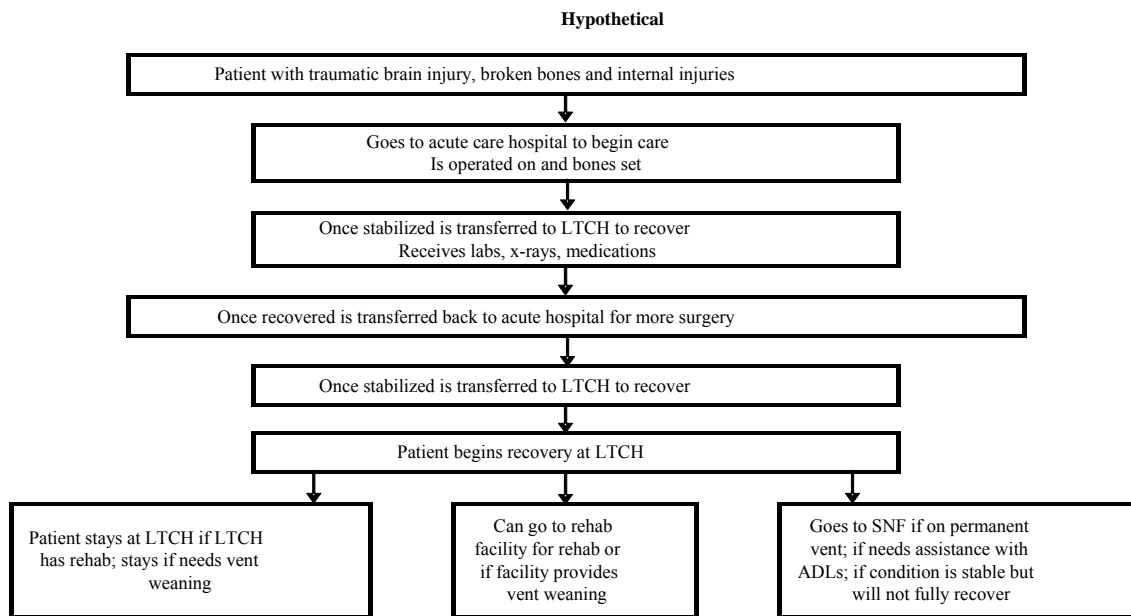 Hypothetical
Patient with traumatic brain injury, broken bones and internal injuries
Goes to acute care hospital to begin care
Is operated on and bones set
Once stabilized is transferred to LTCH to recover
Receives labs, x-rays, medications
Once recovered is transferred back to acute hospital for more surgery
Once stabilized is transferred to LTCH to recover
Patient begins recovery at LTCH
Patient stays at LTCH if LTCH
has rehab; stays if needs vent
weaning
Can go to rehab
facility for rehab or
if facility provides
vent weaning
Goes to SNF if on permanent
vent; if needs assistance with
ADLs; if condition is stable but
will not fully recover